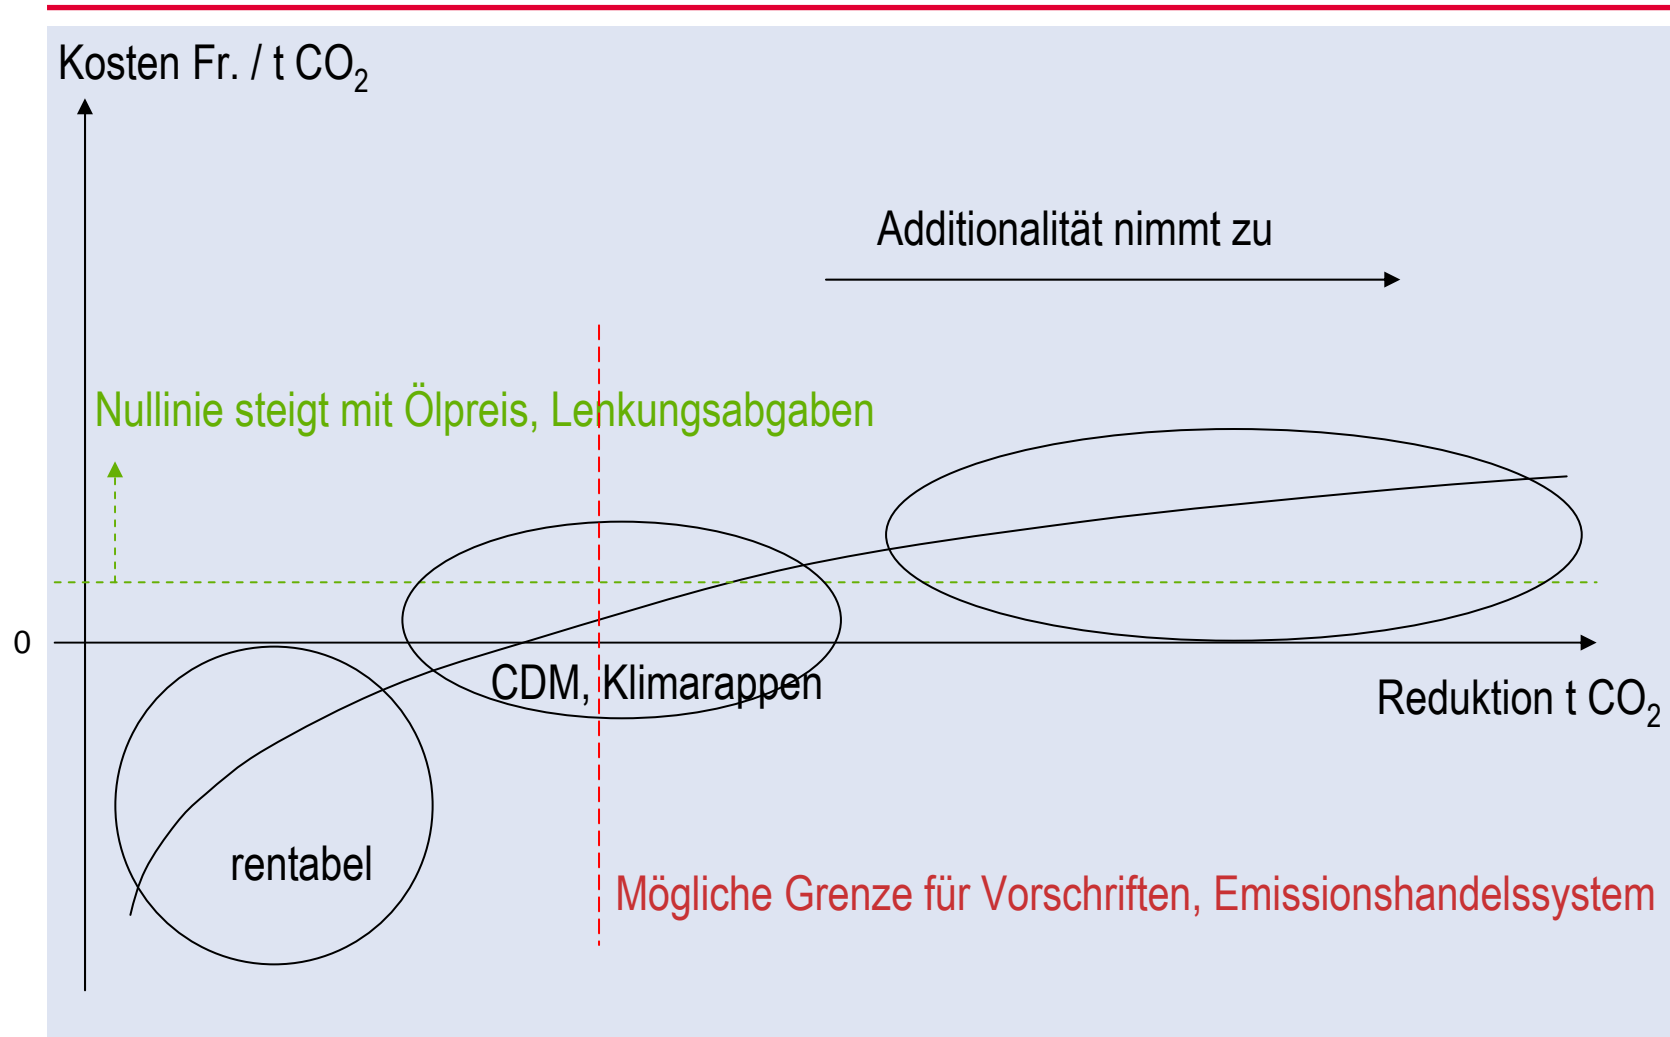 Kosten Fr. / t CO₂
Additionalität nimmt zu
Nullinie steigt mit Ölpreis, Lenkungsabgaben
0
CDM, Klimarappen
Reduktion t CO₂
rentabel
Mögliche Grenze für Vorschriften, Emissionshandelssystem